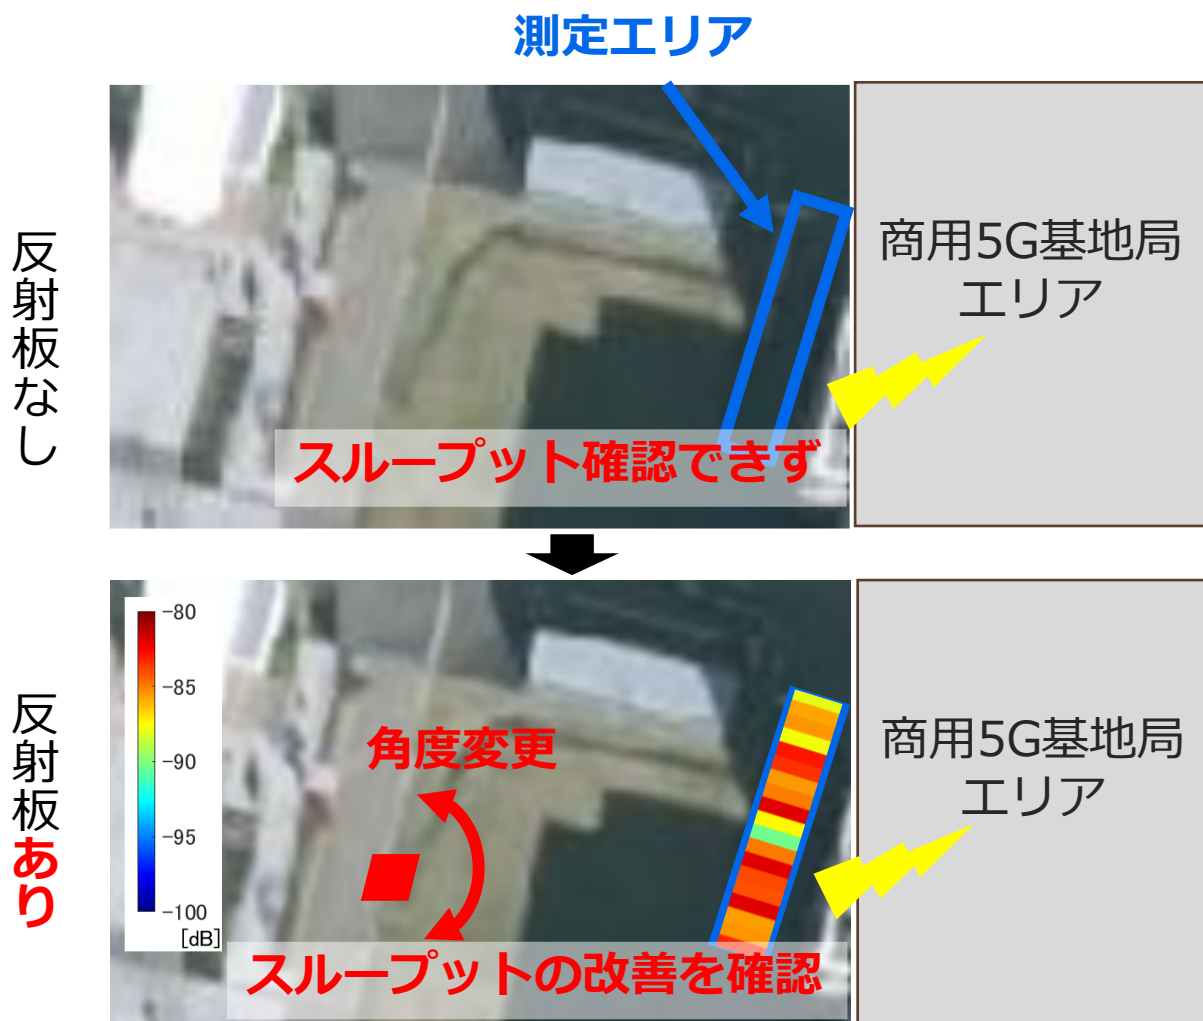 測定エリア
反射板なし
商用5G基地局
エリア
スループット確認できず
反射板あり
-80
-85
-90
-95
-100
[dB]
角度変更
商用5G基地局
エリア
スループットの改善を確認